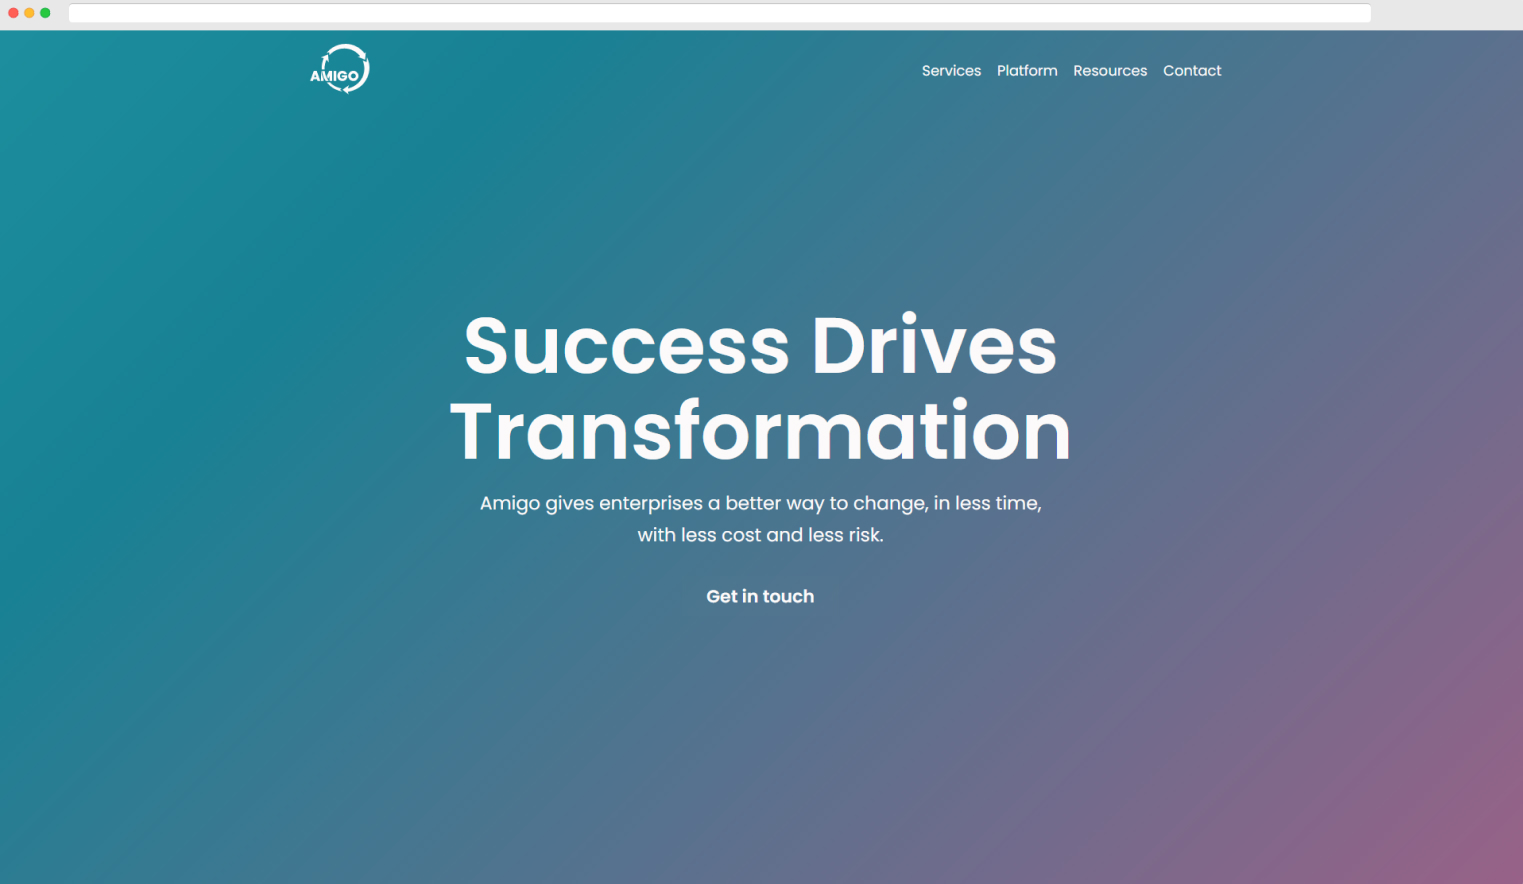 AMIGO
Services Platform Resources Contact
Success Drives
Transformation
Amigo gives enterprises a better way to change, in less time,
with less cost and less risk.
Get in touch